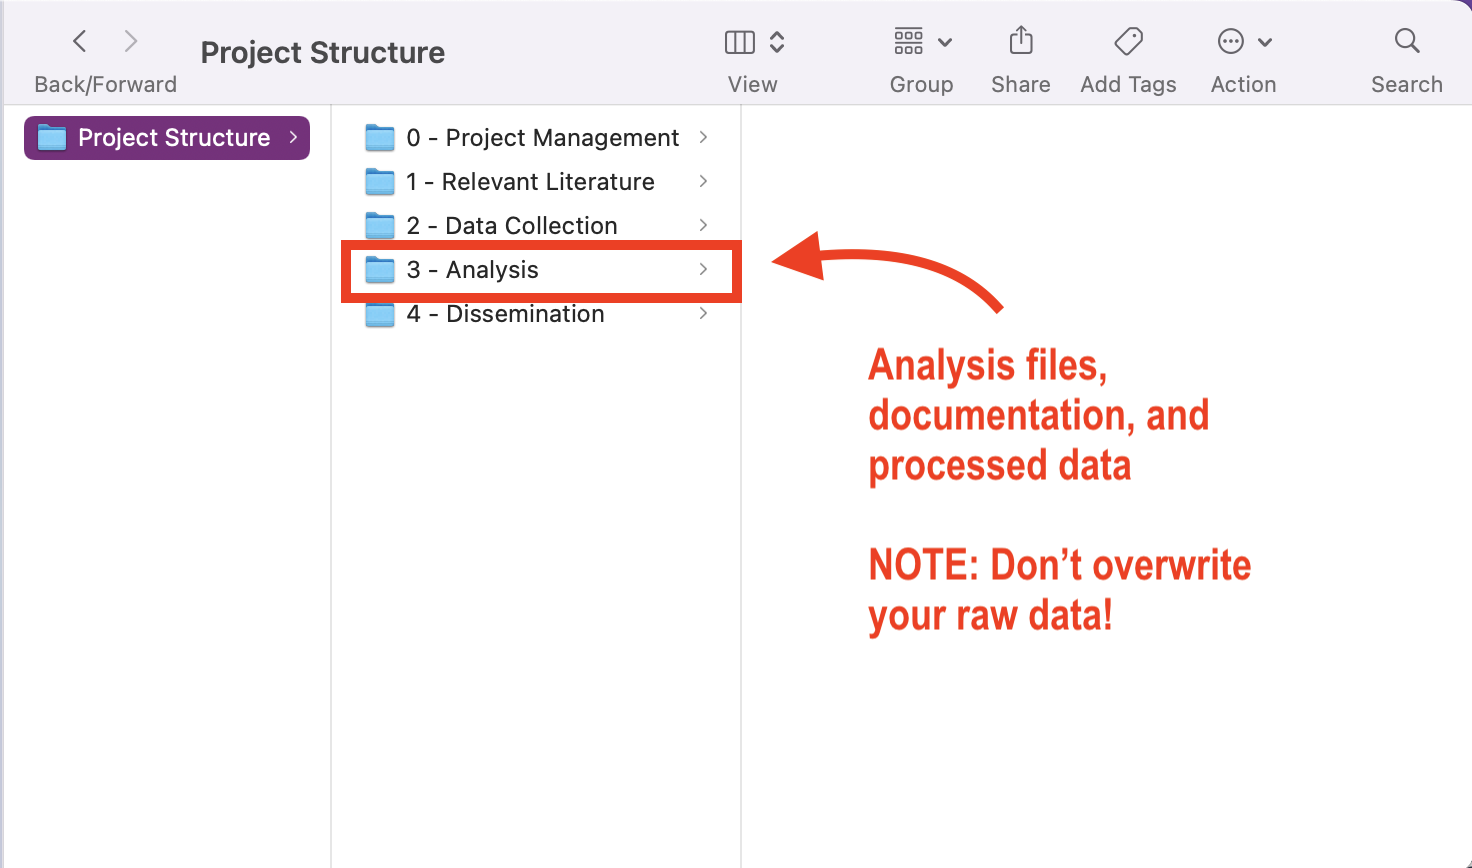 Project Structure
Back/Forward
View
Group
Share
Add Tags
Action
Search
Project Structure
0 - Project Management
1 - Relevant Literature
2 - Data Collection
3 - Analysis
4 - Dissemination
Analysis files,
documentation, and
processed data
NOTE: Don’t overwrite
your raw data!